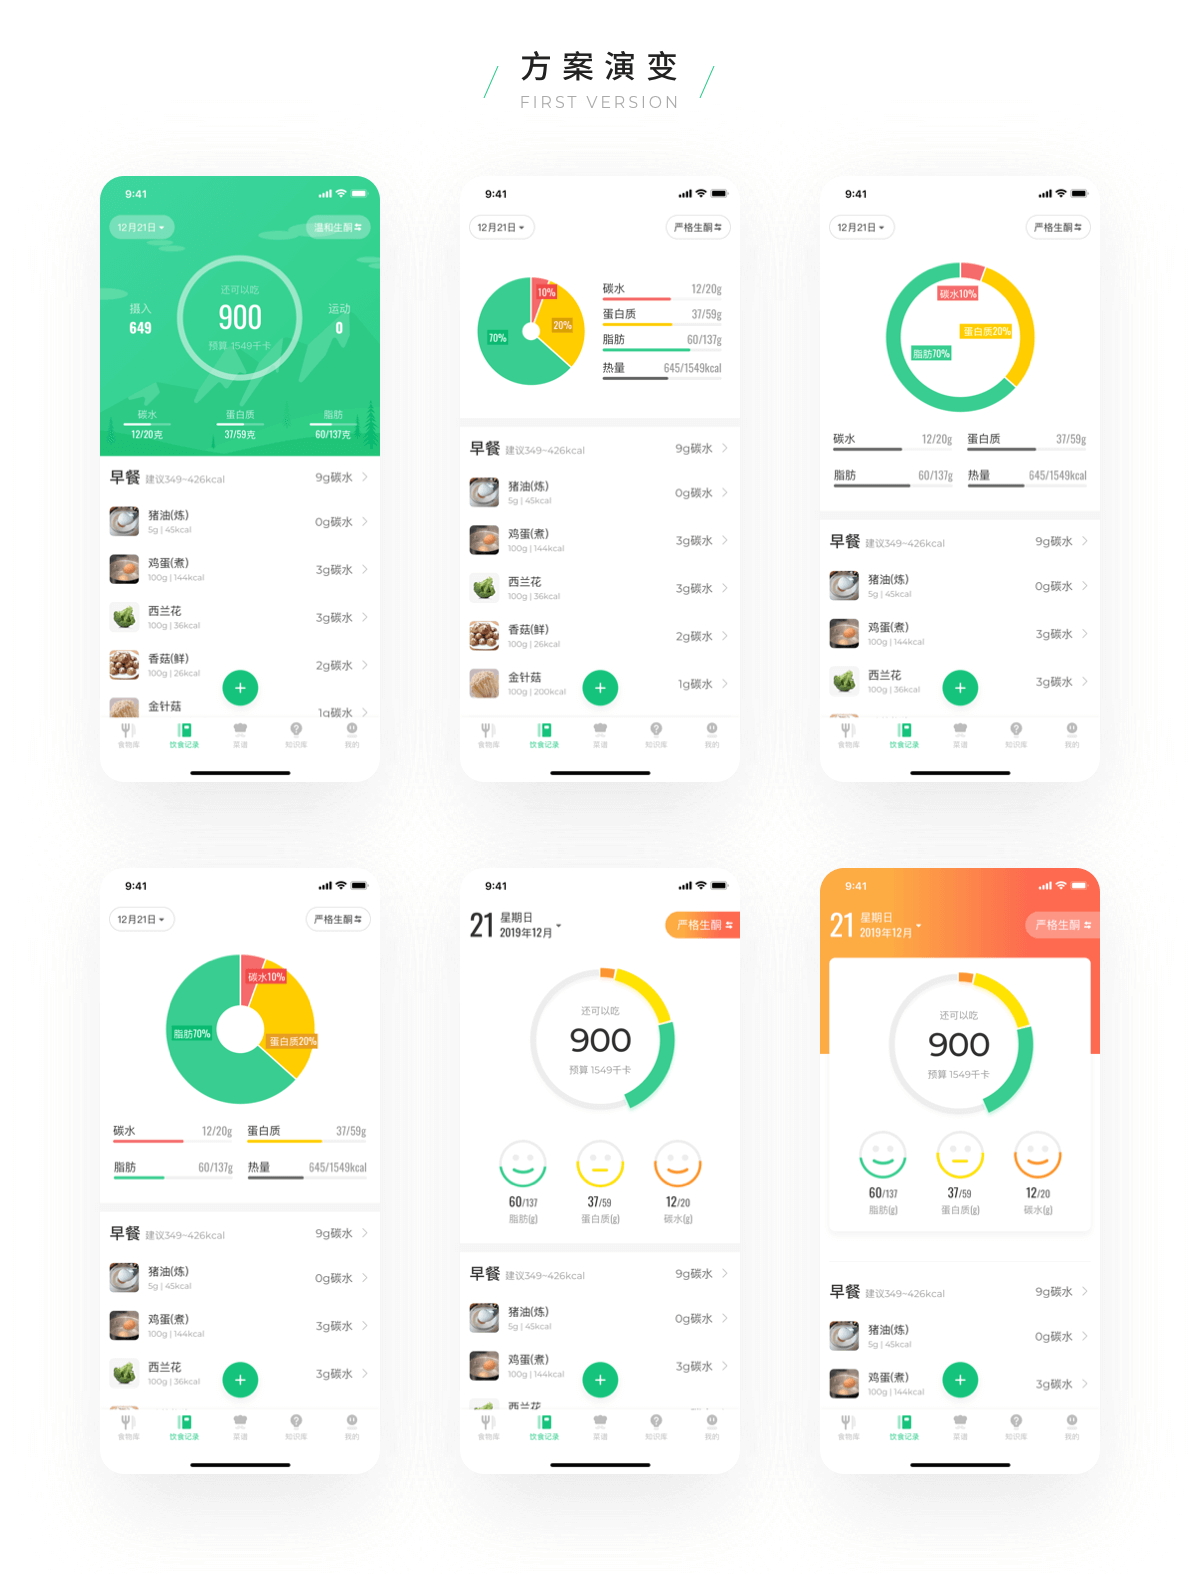 方案演变
FIRST VERSION
9:41
12月21日
温和生酮
还可以吃
摄入
900
运动
649
0
预算 1549千卡
碳水
蛋白质
脂肪
12/20克
37/59克
60/137克
早餐 建议349~426kcal
9g碳水
猪油(炼)
5g | 45kcal
0g碳水
鸡蛋(煮)
100g | 144kcal
3g碳水
西兰花
100g | 36kcal
3g碳水
香菇(鲜)
100g | 26kcal
2g碳水
金针菇
1g碳水
食物库
饮食记录
菜谱
知识库
我的
9:41
12月21日
严格生酮
10%
20%
70%
碳水 12/20g
蛋白质 37/59g
脂肪 60/137g
热量 645/1549kcal
早餐 建议349~426kcal
9g碳水
猪油(炼)
5g | 45kcal
0g碳水
鸡蛋(煮)
100g | 144kcal
3g碳水
西兰花
100g | 36kcal
3g碳水
香菇(鲜)
100g | 26kcal
2g碳水
金针菇
100g | 200kcal
1g碳水
食物库
饮食记录
菜谱
知识库
我的
9:41
12月21日
严格生酮
碳水10%
蛋白质20%
脂肪70%
碳水 12/20g
蛋白质 37/59g
脂肪 60/137g
热量 645/1549kcal
早餐 建议349~426kcal
9g碳水
猪油(炼)
5g | 45kcal
0g碳水
鸡蛋(煮)
100g | 144kcal
3g碳水
西兰花
100g | 36kcal
3g碳水
食物库
饮食记录
菜谱
知识库
我的
9:41
12月21日
严格生酮
碳水10%
脂肪70%
蛋白质20%
碳水 12/20g
蛋白质 37/59g
脂肪 60/137g
热量 645/1549kcal
早餐 建议349~426kcal
9g碳水
猪油(炼)
5g | 45kcal
0g碳水
鸡蛋(煮)
100g | 144kcal
3g碳水
西兰花
100g | 36kcal
3g碳水
食物库
饮食记录
菜谱
知识库
我的
9:41
21
星期日
2019年12月
严格生酮
还可以吃
900
预算 1549千卡
60/137
37/59
12/20
脂肪(g)
蛋白质(g)
碳水(g)
早餐 建议349~426kcal
9g碳水
猪油(炼)
5g | 45kcal
0g碳水
鸡蛋(煮)
100g | 144kcal
3g碳水
西兰花
食物库
饮食记录
菜谱
知识库
我的
9:41
21
星期日
2019年12月
严格生酮
还可以吃
900
预算 1549千卡
60/137
37/59
12/20
脂肪(g)
蛋白质(g)
碳水(g)
早餐 建议349~426kcal
9g碳水
猪油(炼)
5g | 45kcal
0g碳水
鸡蛋(煮)
100g | 144kcal
3g碳水
食物库
饮食记录
菜谱
知识库
我的